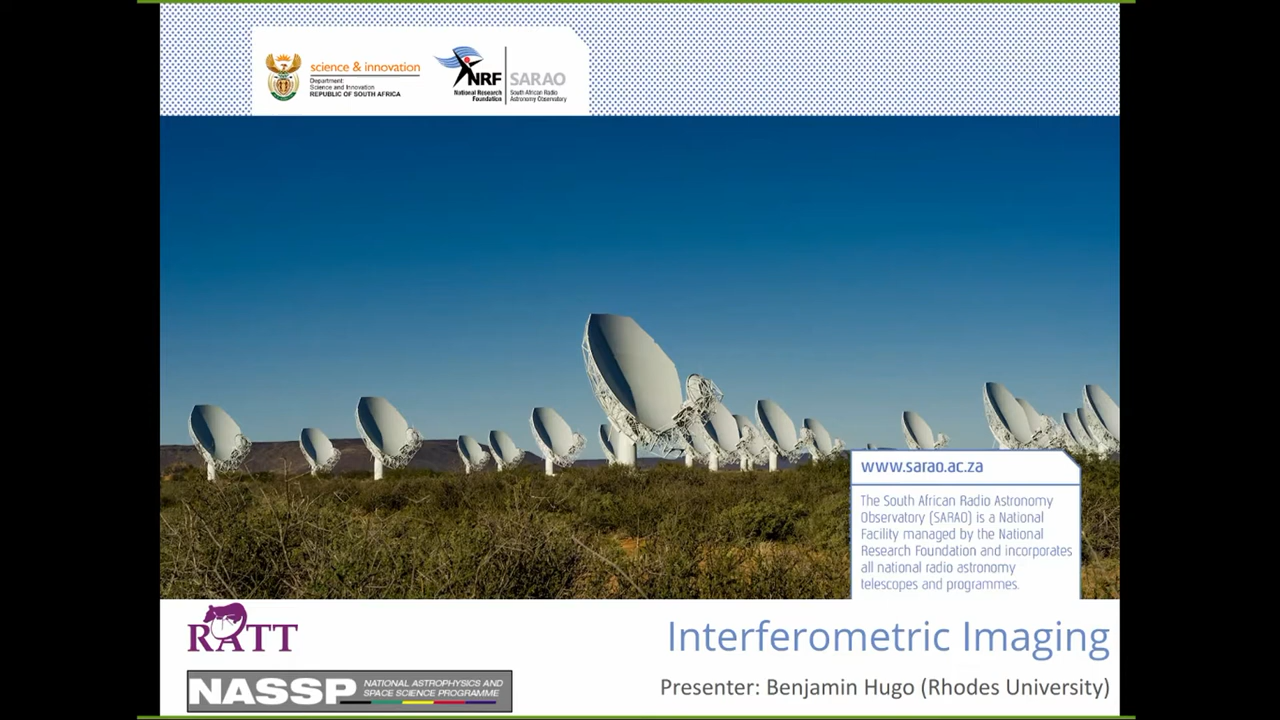 science & innovation
Department:
Science and Innovation
REPUBLIC OF SOUTH AFRICA
NRF
National Research
Foundation
SARAO
South African Radio
Astronomy Observatory
www.sarao.ac.za
The South African Radio Astronomy
Observatory (SARAO) is a National
Facility managed by the National
Research Foundation and incorporates
all national radio astronomy
telescopes and programmes.
RATT
Interferometric Imaging
NASSP
NATIONAL ASTROPHYSICS AND
SPACE SCIENCE PROGRAMME
Presenter: Benjamin Hugo (Rhodes University)